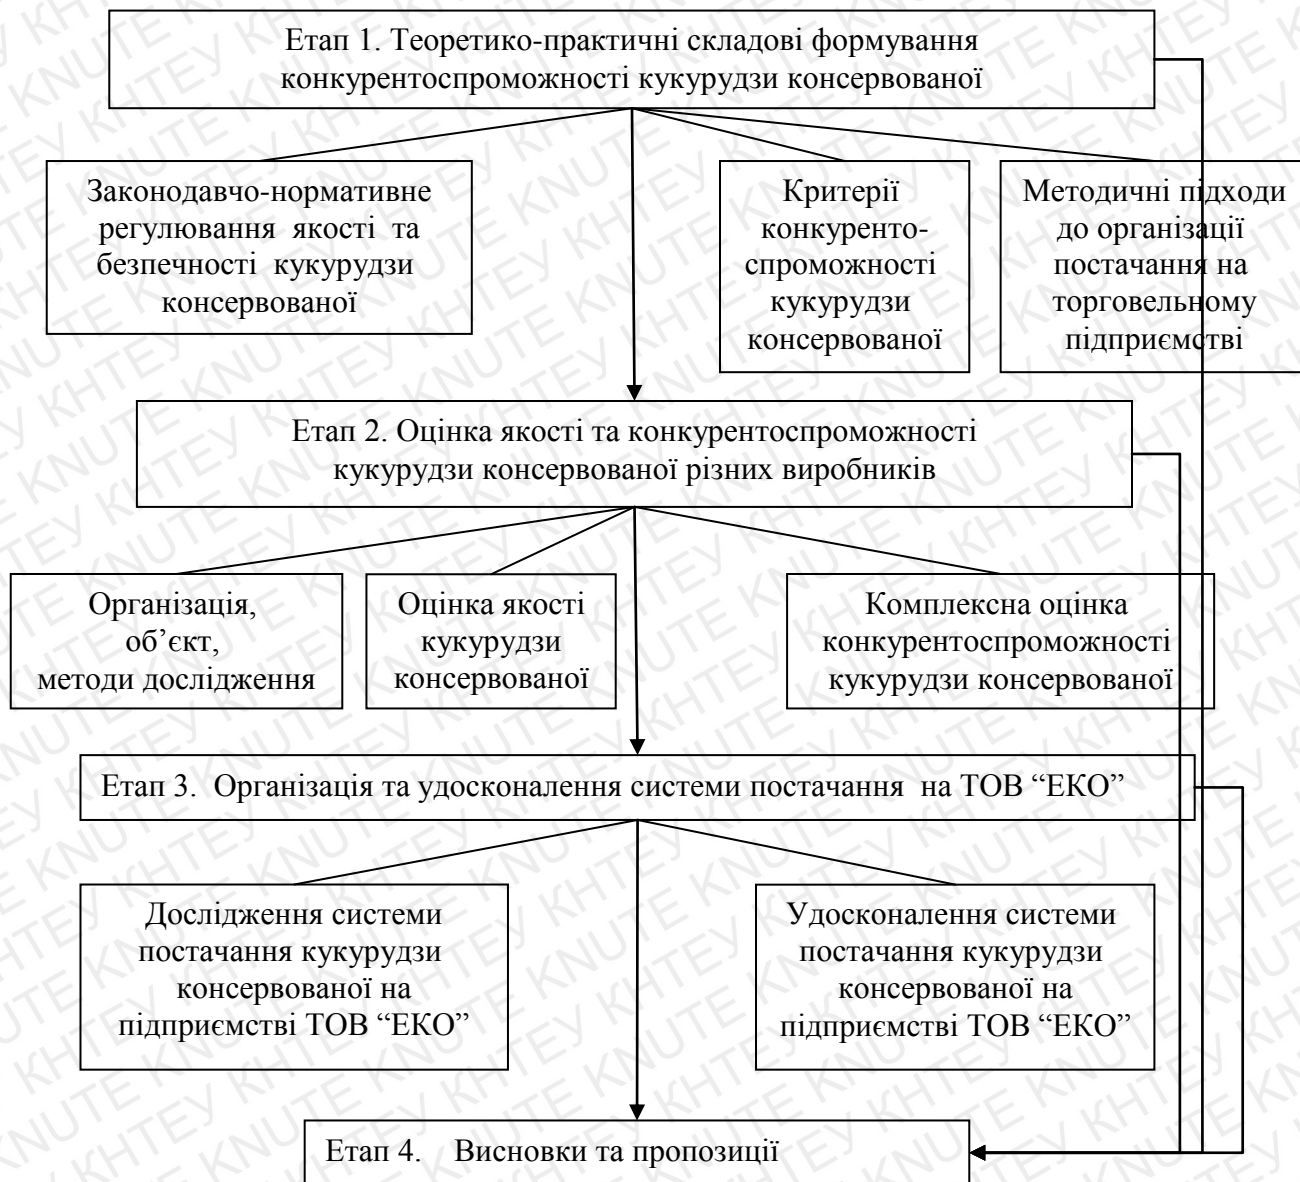 Етап 1. Теоретико-практичні складові формування
конкурентоспроможності кукурудзи консервованої
Законодавчо-нормативне
регулювання якості та
безпечності кукурудзи
консервованої
Критерії
конкуренто-
спроможності
кукурудзи
консервованої
Методичні підходи
до організації
постачання на
торговельному
підприємстві
Етап 2. Оцінка якості та конкурентоспроможності
кукурудзи консервованої різних виробників
Організація,
об’єкт,
методи дослідження
Оцінка якості
кукурудзи
консервованої
Комплексна оцінка
конкурентоспроможності
кукурудзи консервованої
Етап 3. Організація та удосконалення системи постачання на ТОВ “ЕКО”
Дослідження системи
постачання кукурудзи
консервованої на
підприємстві ТОВ “ЕКО”
Удосконалення системи
постачання кукурудзи
консервованої на
підприємстві ТОВ “ЕКО”
Етап 4. Висновки та пропозиції